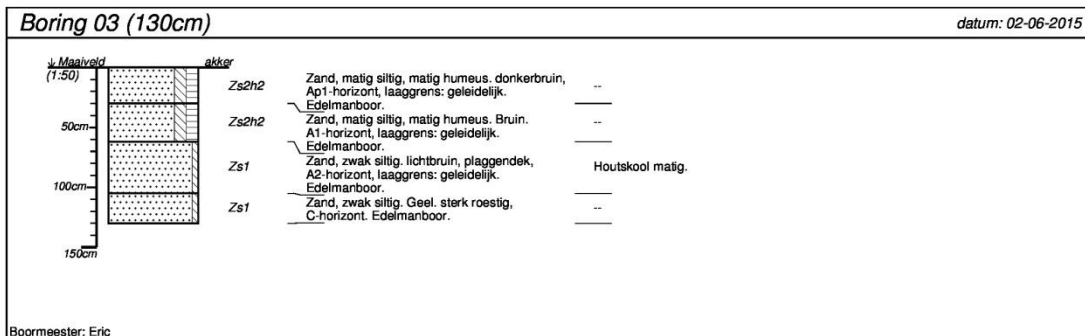 Boring 03 (130cm)
datum: 02-06-2015
↓ Maaiveld
akker
(1:50)
Zs2h2
Zand, matig siltig, matig humeus. donkerbruin,
Ap1-horizont, laaggrens: geleidelijk.
Edelmanboor.
--
50cm
Zs2h2
Zand, matig siltig, matig humeus. Bruin.
A1-horizont, laaggrens: geleidelijk.
Edelmanboor.
--
Zs1
Zand, zwak siltig. lichtbruin, plaggendek,
A2-horizont, laaggrens: geleidelijk.
Edelmanboor.
Houtskool matig.
100cm
Zs1
Zand, zwak siltig. Geel. sterk roestig,
C-horizont. Edelmanboor.
--
150cm
Boormeester: Eric